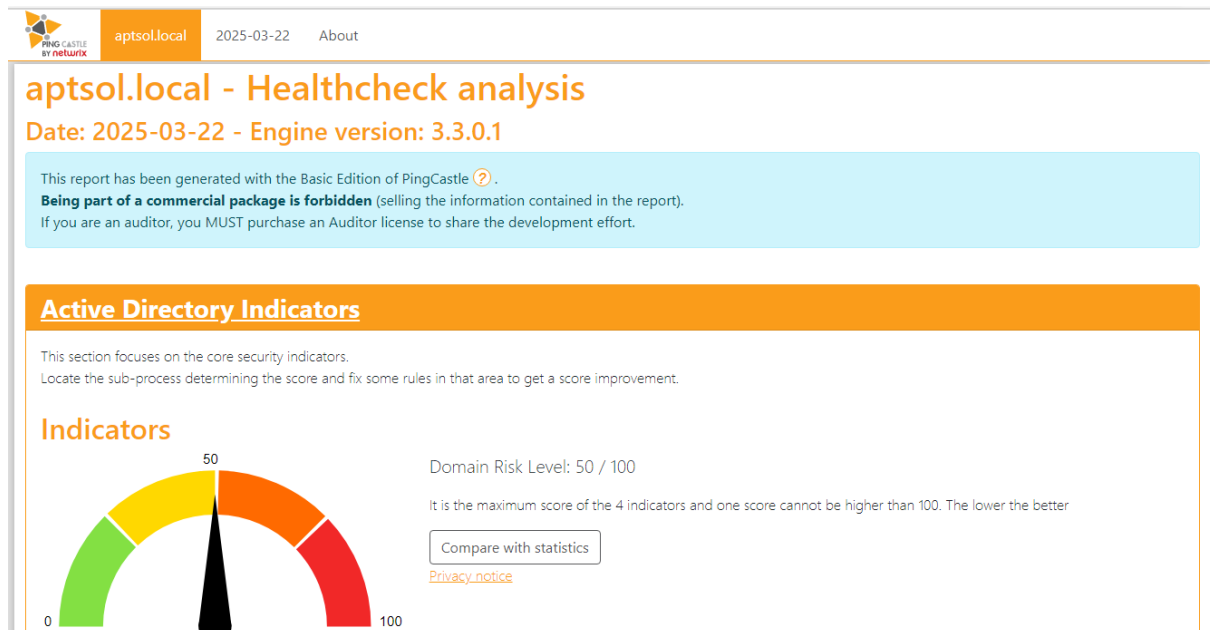 PING CASTLE
BY netwrix
aptsol.local
2025-03-22
About
aptsol.local - Healthcheck analysis
Date: 2025-03-22 - Engine version: 3.3.0.1
This report has been generated with the Basic Edition of PingCastle ? .
Being part of a commercial package is forbidden (selling the information contained in the report).
If you are an auditor, you MUST purchase an Auditor license to share the development effort.
Active Directory Indicators
This section focuses on the core security indicators.
Locate the sub-process determining the score and fix some rules in that area to get a score improvement.
Indicators
50
0
100
Domain Risk Level: 50 / 100
It is the maximum score of the 4 indicators and one score cannot be higher than 100. The lower the better
Compare with statistics
Privacy notice